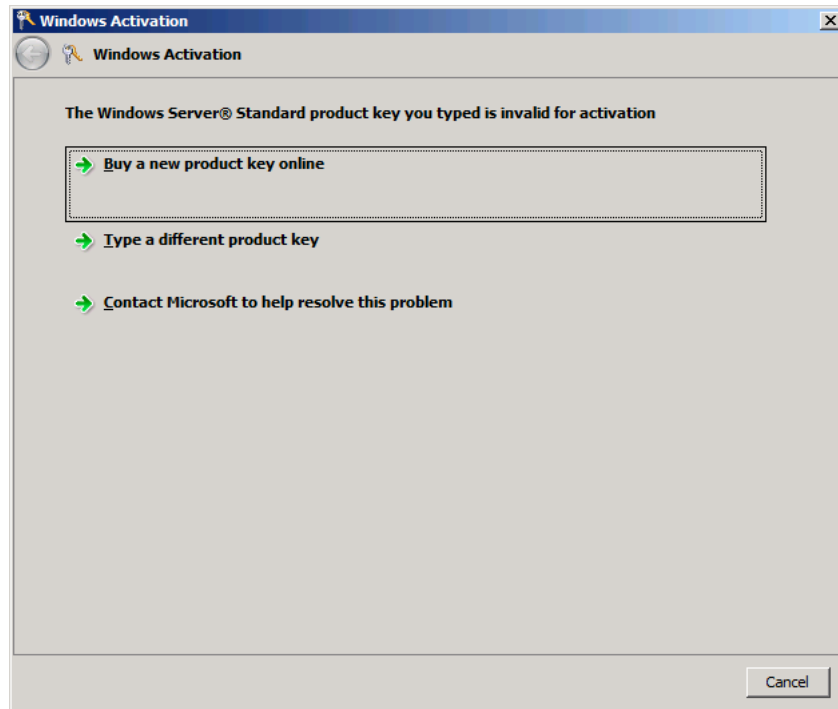 Windows Activation
Windows Activation
The Windows Server® Standard product key you typed is invalid for activation
Buy a new product key online
Type a different product key
Contact Microsoft to help resolve this problem
Cancel